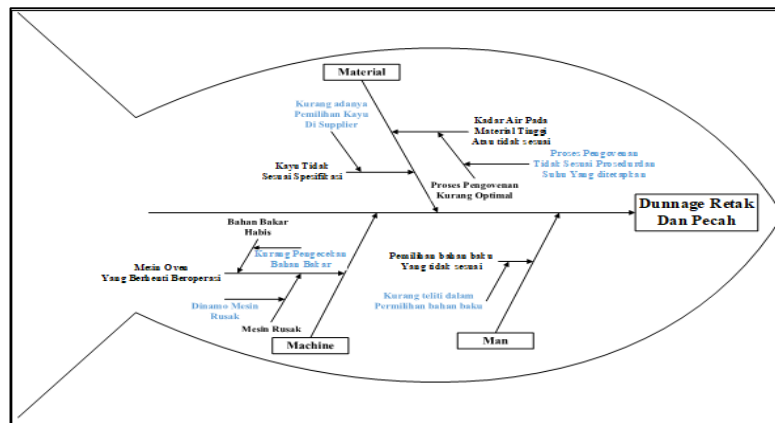 Material
Kurang adanya
Pemilihan Kayu
Di Supplier
Kadar Air Pada
Material Tinggi
Atau tidak sesuai
Kayu Tidak
Sesuai Spesifikasi
Proses Pengovenan
Tidak Sesuai Prosedurdan
Suhu Yang diterapkan
Proses Pengovenan
Kurang Optimal
Dunnage Retak
Dan Pecah
Bahan Bakar
Habis
Kurang Pengecekan
Bahan Bakar
Mesin Oven
Yang Berhenti Beroperasi
Dinamo Mesin
Rusak
Mesin Rusak
Machine
Pemilihan bahan baku
Yang tidak sesuai
Kurang teliti dalam
Permilihan bahan baku
Man